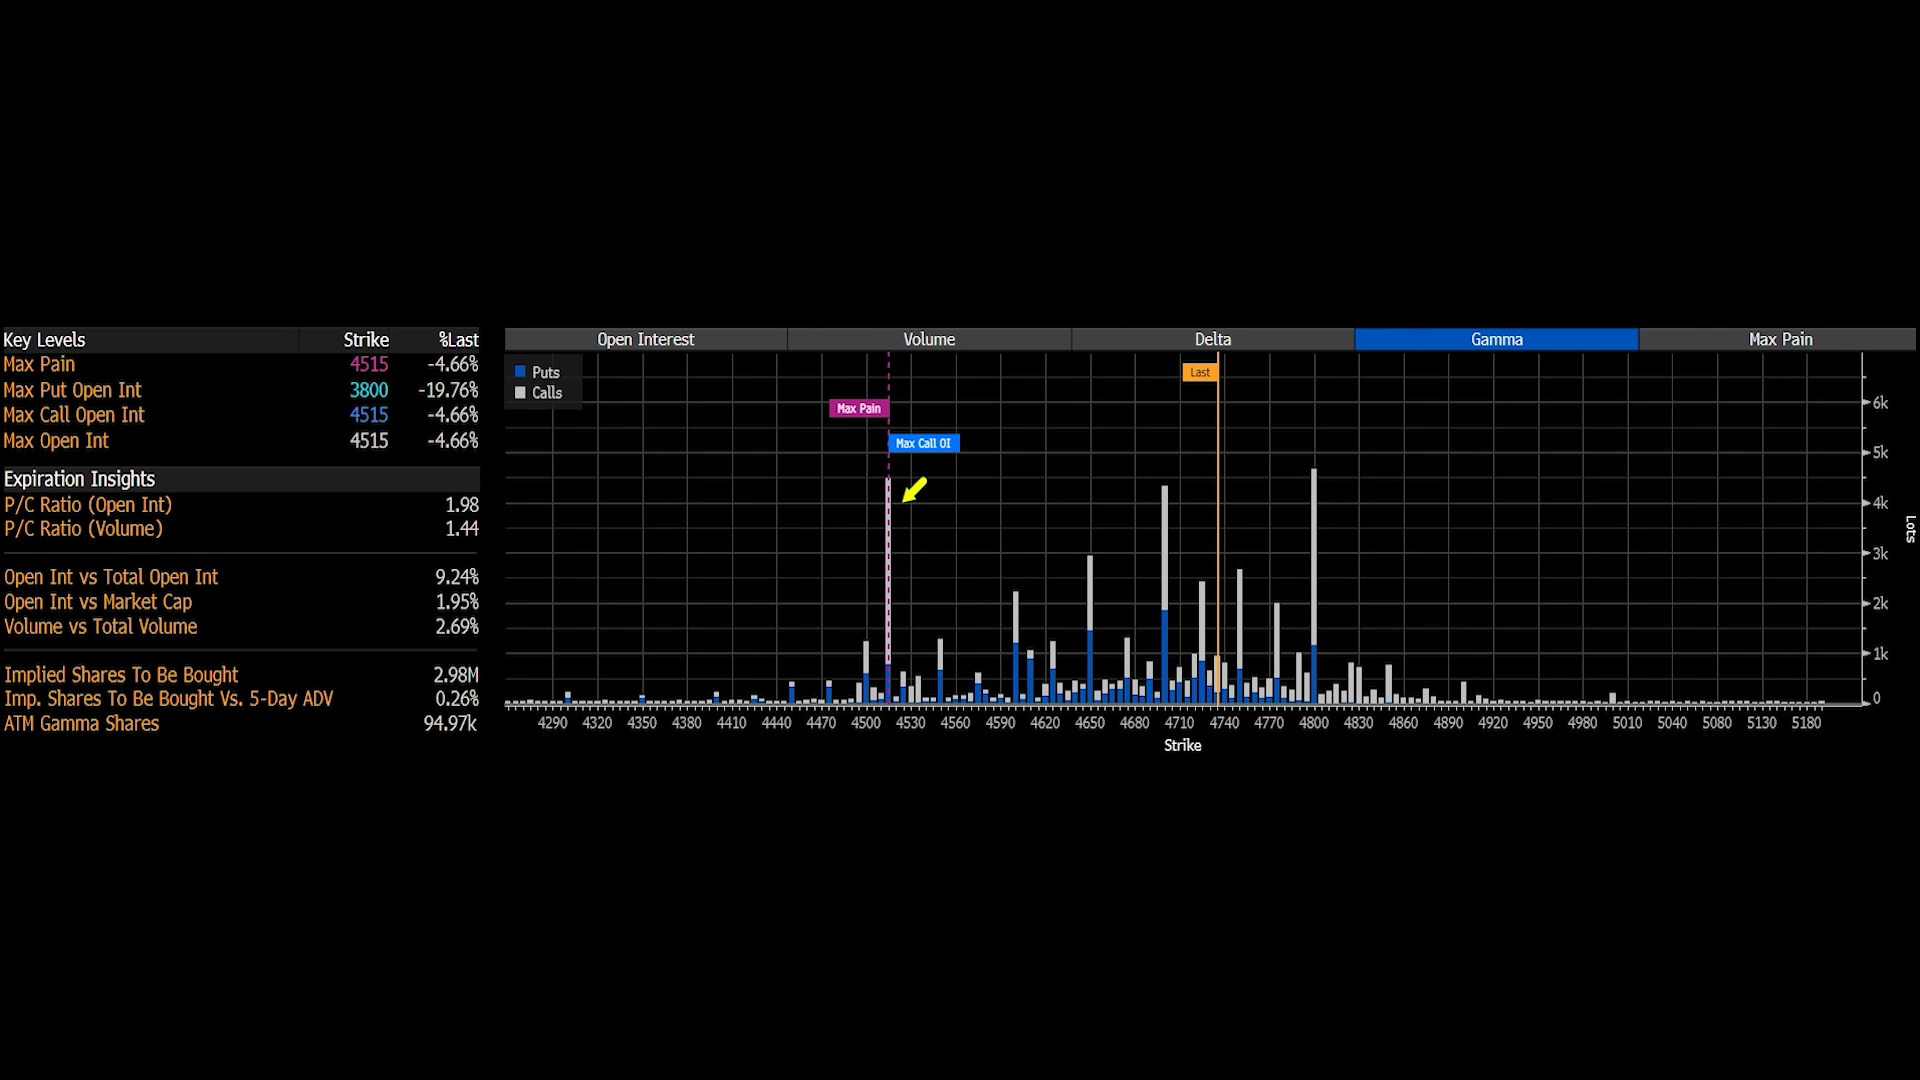 Key Levels Strike %Last
Max Pain 4515 -4.66%
Max Put Open Int 3800 -19.76%
Max Call Open Int 4515 -4.66%
Max Open Int 4515 -4.66%
Expiration Insights
P/C Ratio (Open Int) 1.98
P/C Ratio (Volume) 1.44
Open Int vs Total Open Int 9.24%
Open Int vs Market Cap 1.95%
Volume vs Total Volume 2.69%
Implied Shares To Be Bought 2.98M
Imp. Shares To Be Bought Vs. 5-Day ADV 0.26%
ATM Gamma Shares 94.97k
Open Interest Volume Delta Gamma Max Pain
Puts
Calls
Last
Max Pain
Max Call OI
6k
5k
4k
3k
2k
1k
0
Lots
4290 4320 4350 4380 4410 4440 4470 4500 4530 4560 4590 4620 4650 4680 4710 4740 4770 4800 4830 4860 4890 4920 4950 4980 5010 5040 5080 5130 5180
Strike